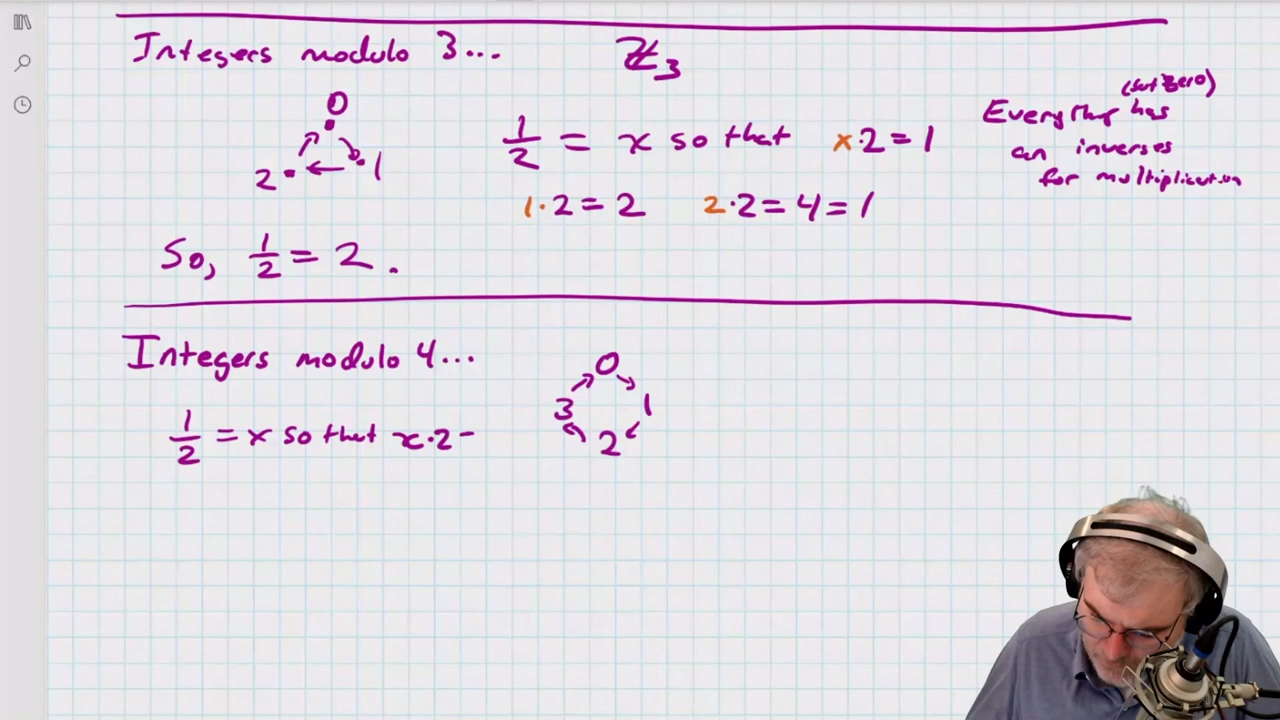 Integers modulo 3... ℤ₃
0
2 1
1/2 = x so that x·2=1
(but zero)
Everything has
an inverses
for multiplication
1·2=2 2·2=4=1
So, 1/2 = 2.
Integers modulo 4...
0
3 1
2
1/2 = x so that x·2=